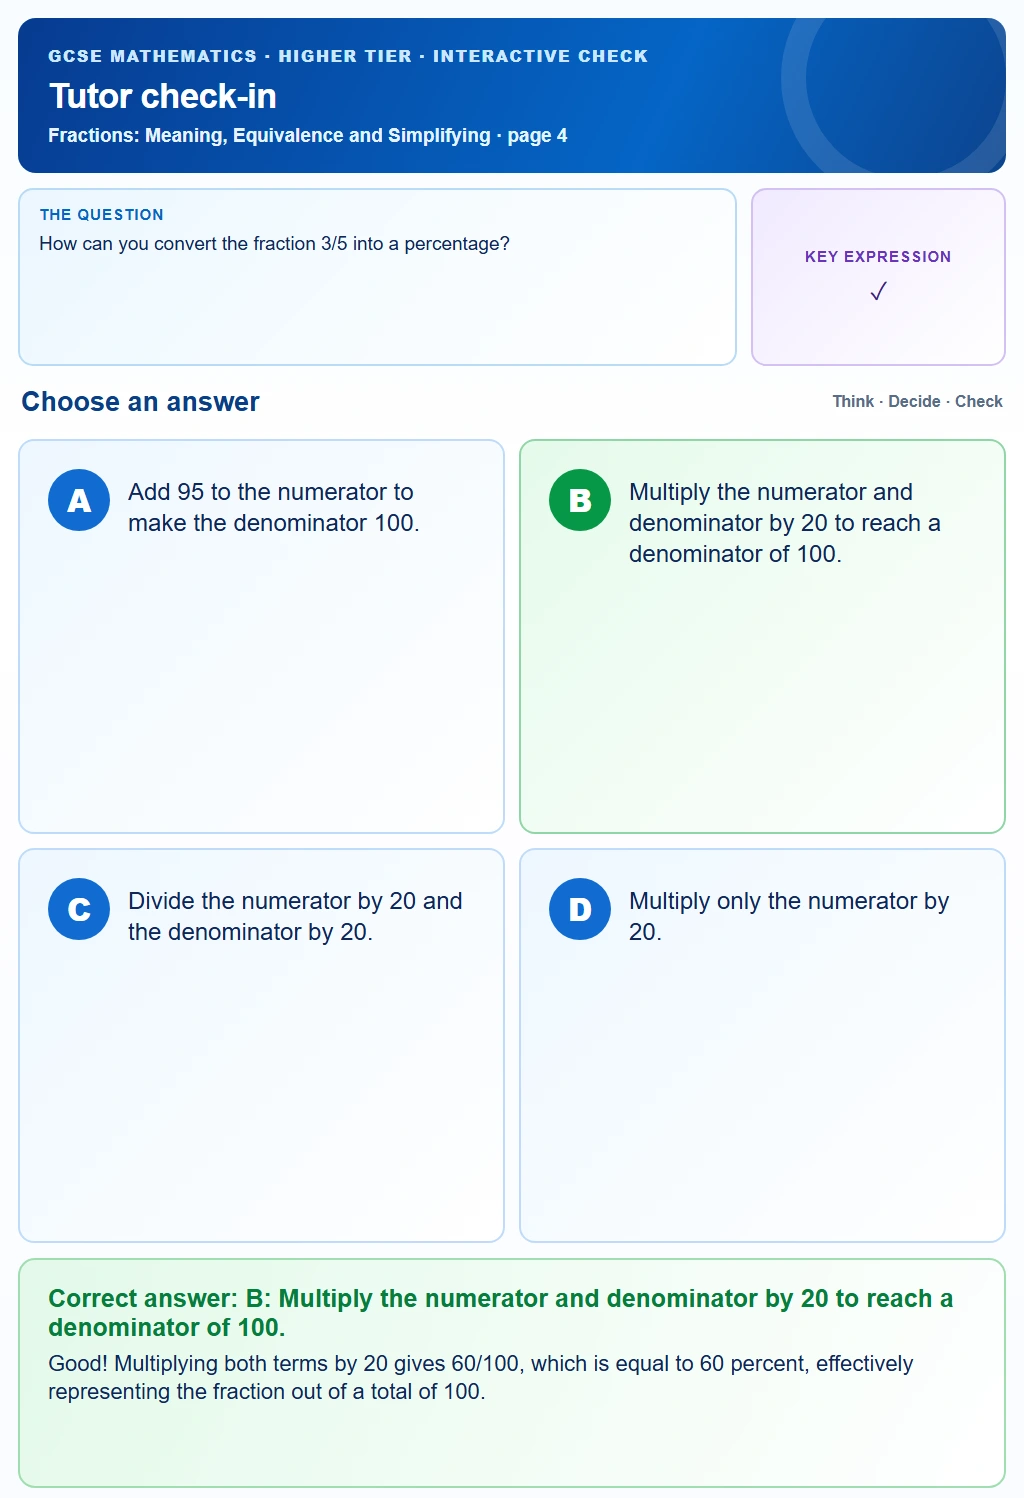 GCSE MATHEMATICS · HIGHER TIER · INTERACTIVE CHECK
Tutor check-in
Fractions: Meaning, Equivalence and Simplifying · page 4
THE QUESTION
How can you convert the fraction 3/5 into a percentage?
KEY EXPRESSION
✓
Choose an answer
Think · Decide · Check
A
Add 95 to the numerator to
make the denominator 100.
B
Multiply the numerator and
denominator by 20 to reach a
denominator of 100.
C
Divide the numerator by 20 and
the denominator by 20.
D
Multiply only the numerator by
20.
Correct answer: B: Multiply the numerator and denominator by 20 to reach a
denominator of 100.
Good! Multiplying both terms by 20 gives 60/100, which is equal to 60 percent, effectively
representing the fraction out of a total of 100.